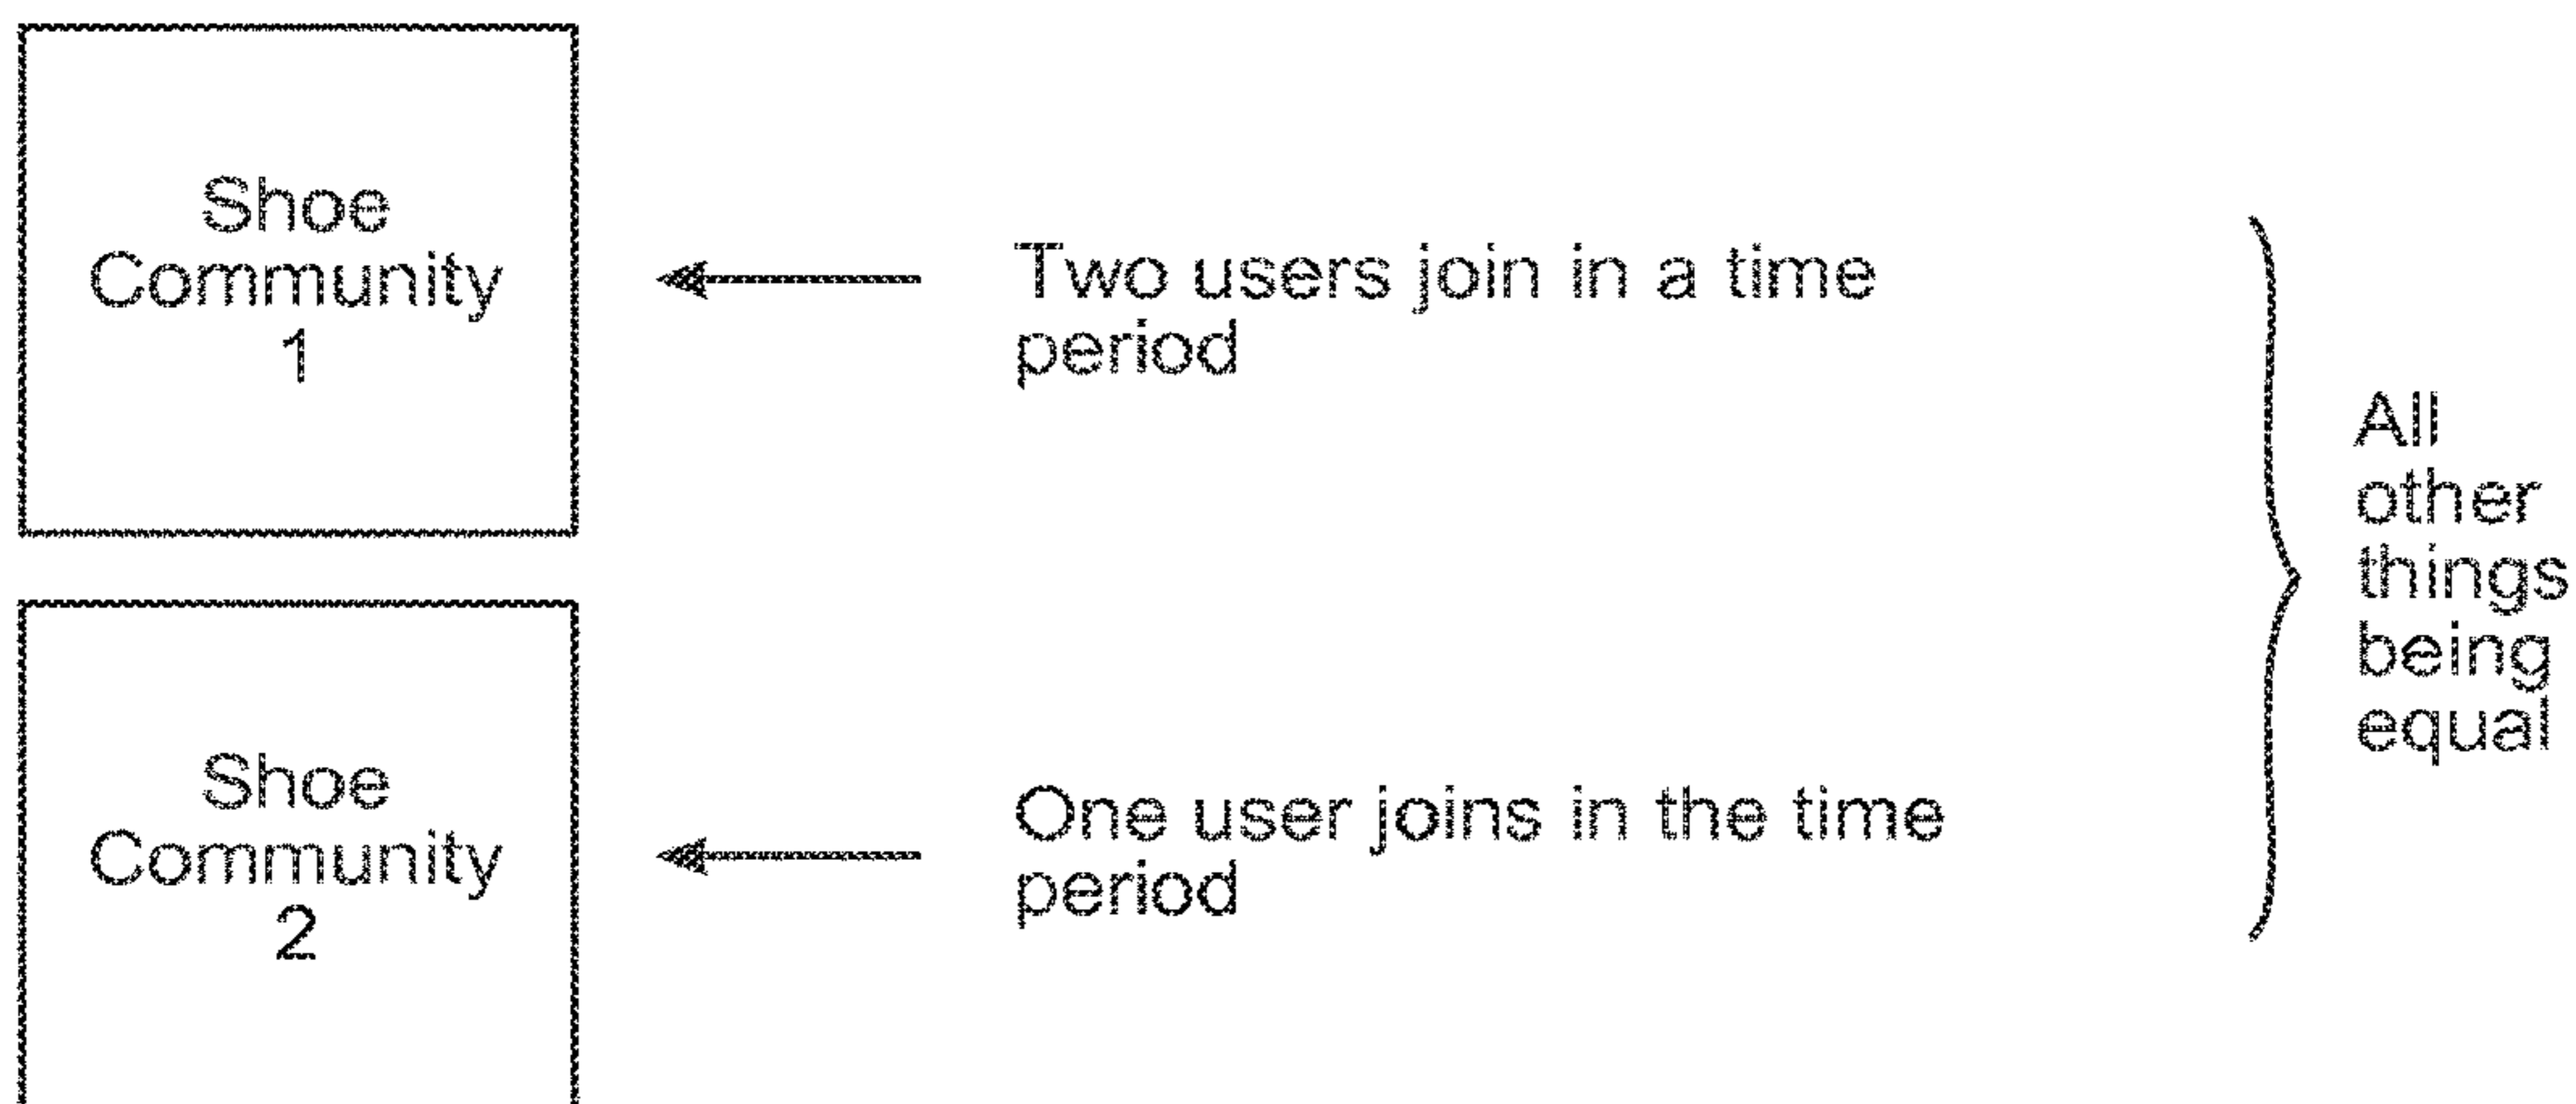 Shoe
Community
1
Two users join in a time
period
Shoe
Community
2
One user joins in the time
period
All
other
things
being
equal